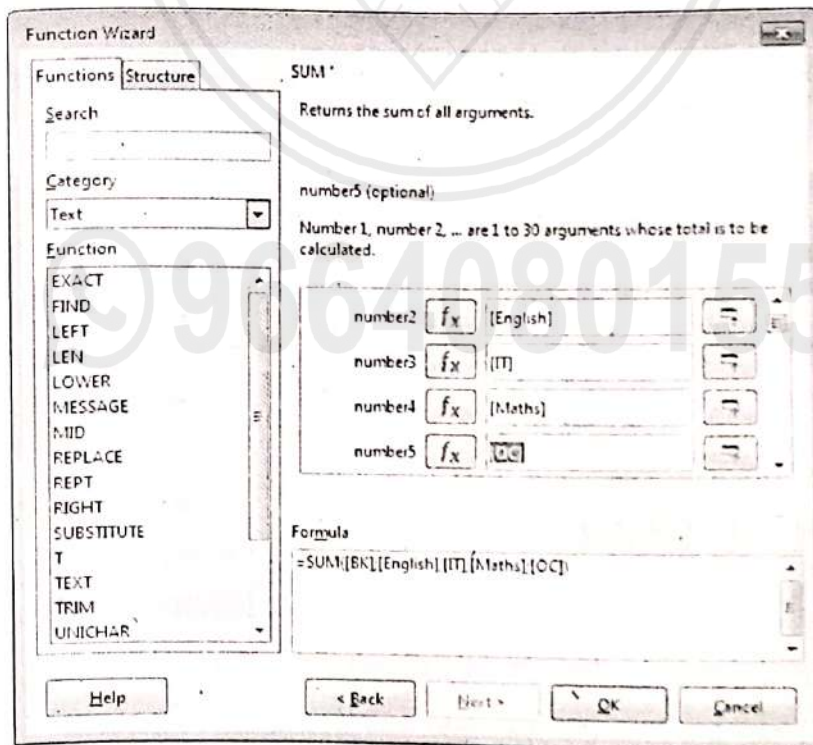 Function Wizard
Functions Structure
Search
Category
Text
Function
EXACT
FIND
LEFT
LEN
LOWER
MESSAGE
MID
REPLACE
REPT
RIGHT
SUBSTITUTE
T
TEXT
TRIM
UNICHAR
SUM
Returns the sum of all arguments.
number5 (optional)
Number 1, number 2, ... are 1 to 30 arguments whose total is to be
calculated.
number2 fx [English]
number3 fx [IT]
number4 fx [Maths]
number5 fx
Formula
=SUM([BK];[English];[IT];[Maths];[OC])
Help < Back Next > OK Cancel
9664080155